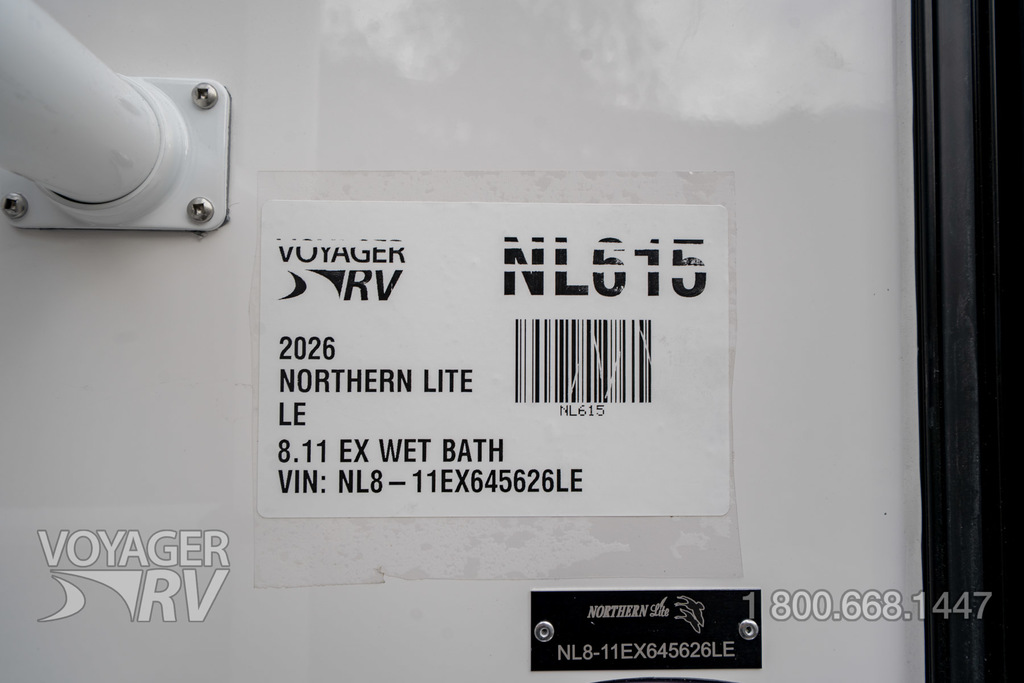 VOYAGER
RV
NL615
2026
NORTHERN LITE
LE
8.11 EX WET BATH
VIN: NL8–11EX645626LE
NL615
VOYAGER
RV
NORTHERN Lite
NL8-11EX645626LE
1 800.668.1447